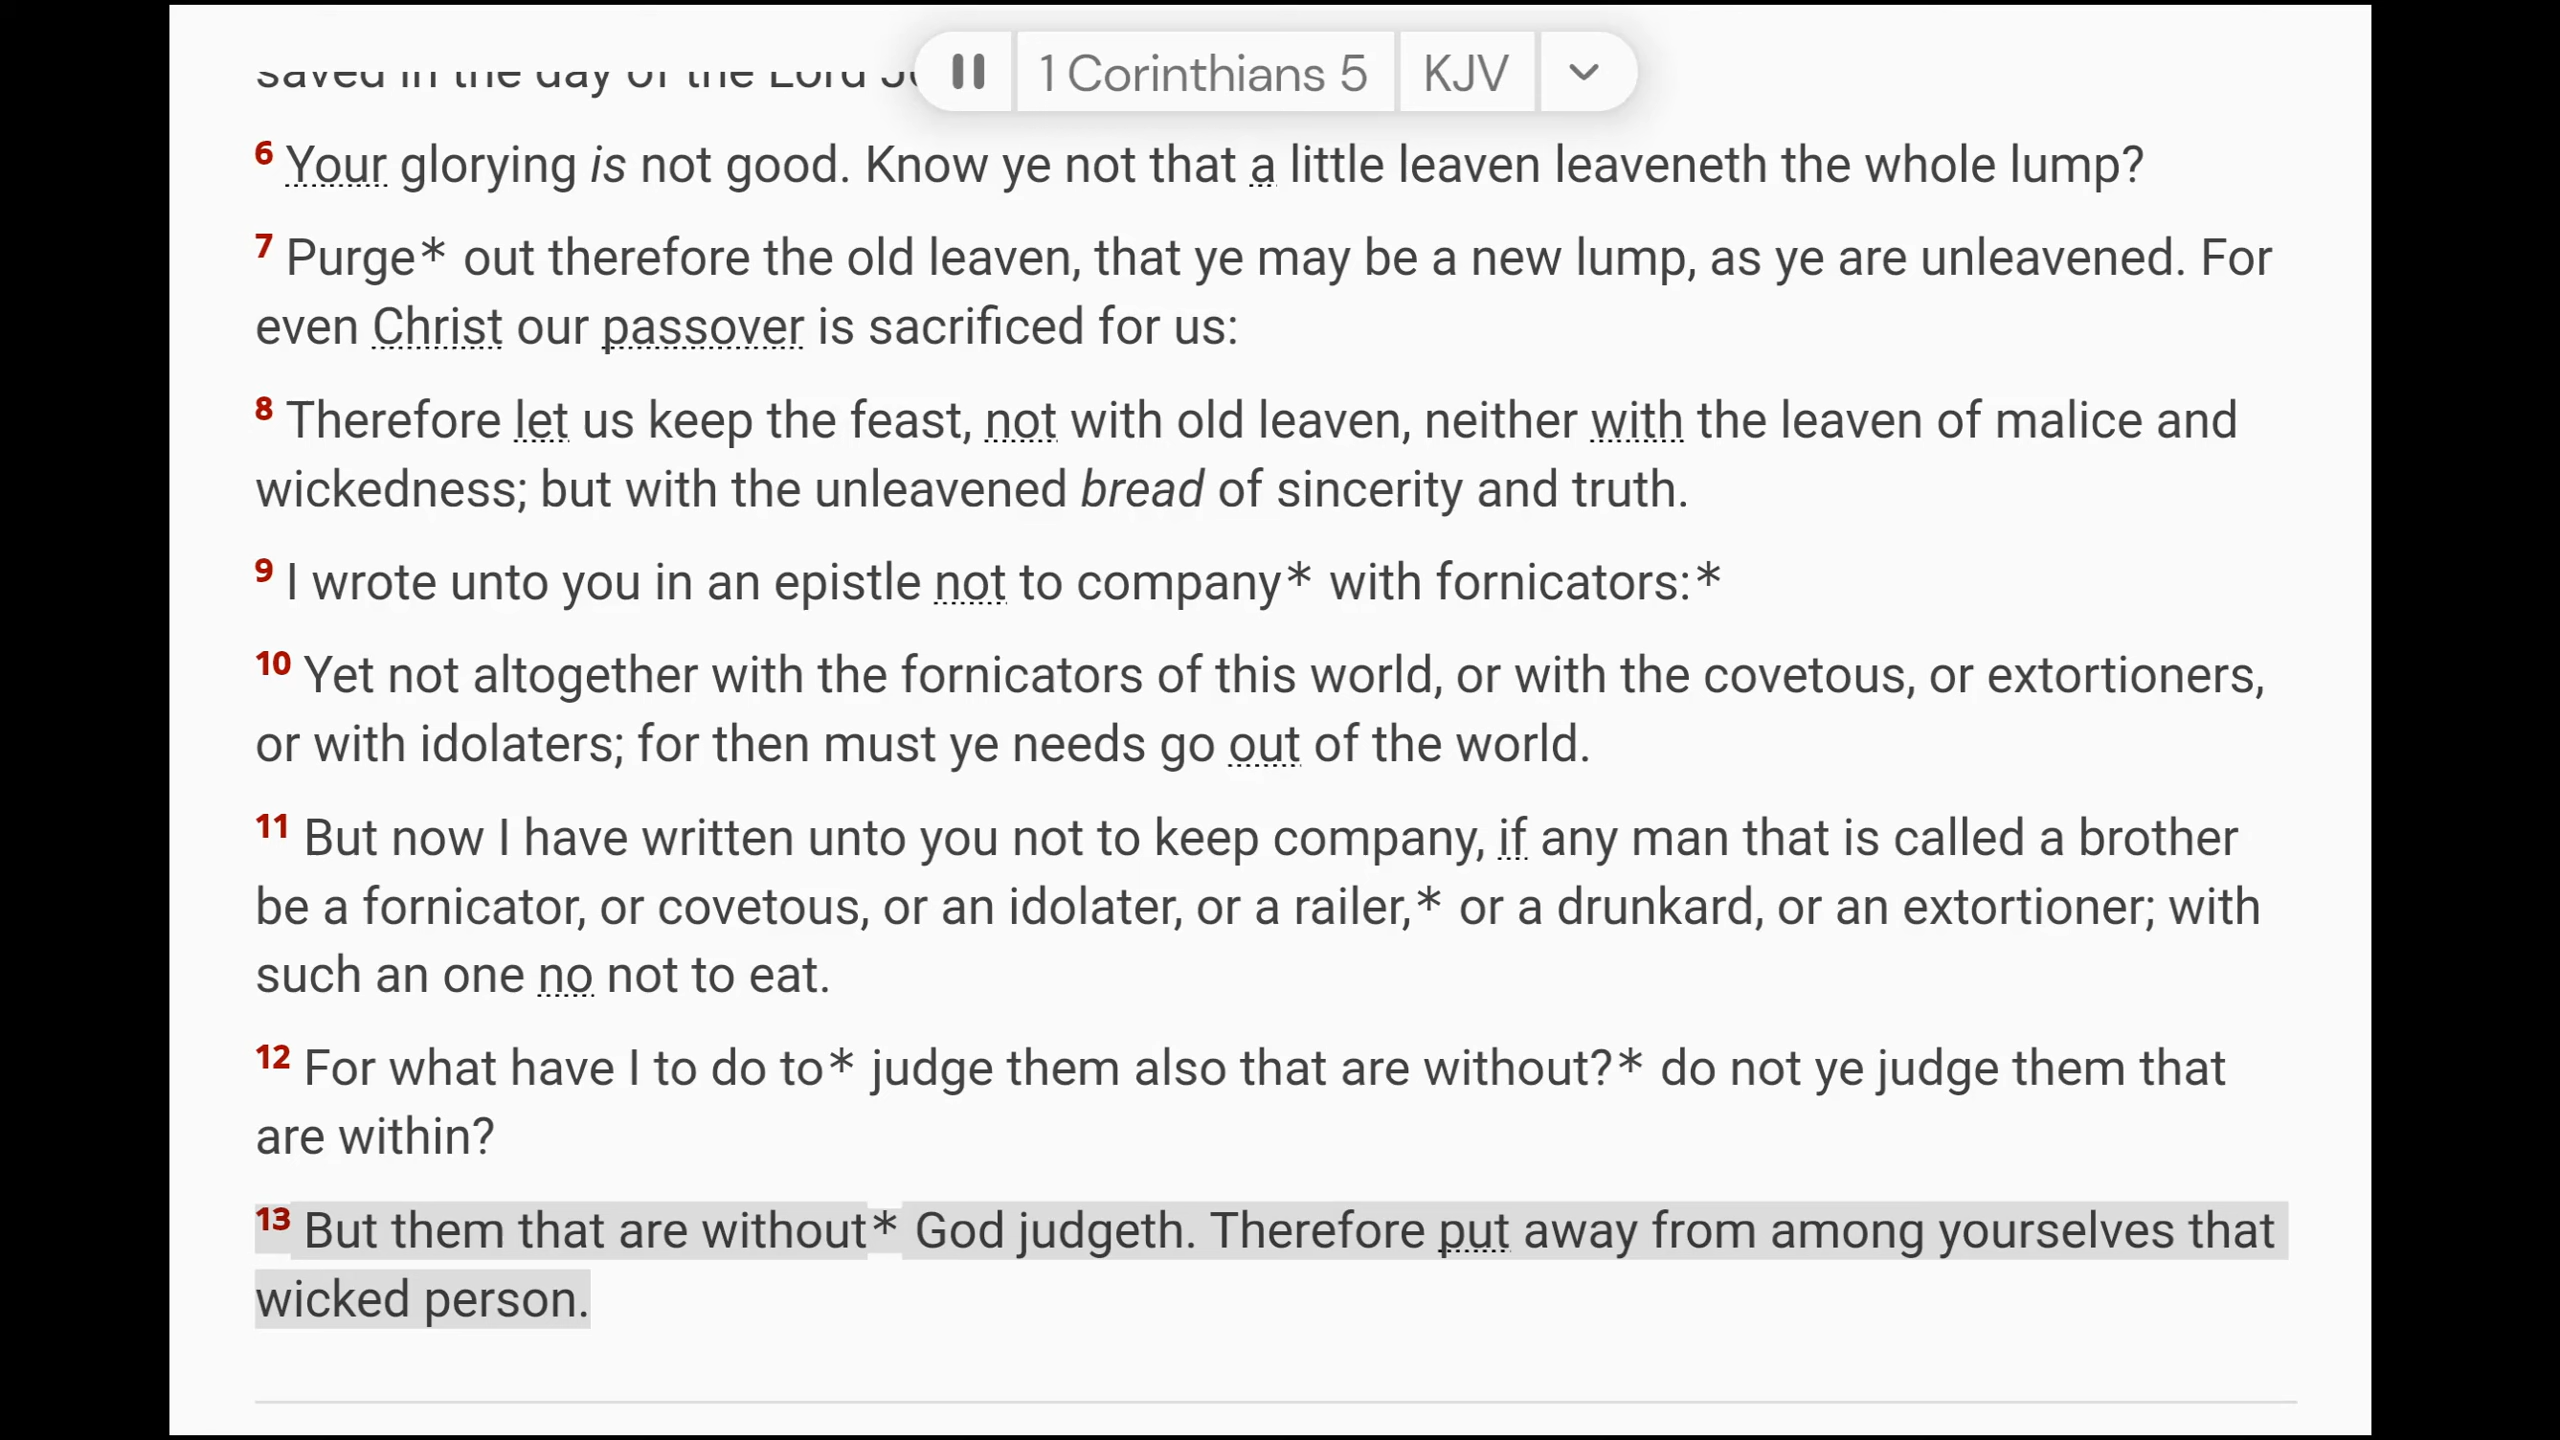 saved in the day of the Lord
1 Corinthians 5 KJV
6 Your glorying is not good. Know ye not that a little leaven leaveneth the whole lump?
7 Purge* out therefore the old leaven, that ye may be a new lump, as ye are unleavened. For
even Christ our passover is sacrificed for us:
8 Therefore let us keep the feast, not with old leaven, neither with the leaven of malice and
wickedness; but with the unleavened bread of sincerity and truth.
9 I wrote unto you in an epistle not to company* with fornicators:*
10 Yet not altogether with the fornicators of this world, or with the covetous, or extortioners,
or with idolaters; for then must ye needs go out of the world.
11 But now I have written unto you not to keep company, if any man that is called a brother
be a fornicator, or covetous, or an idolater, or a railer,* or a drunkard, or an extortioner; with
such an one no not to eat.
12 For what have I to do to* judge them also that are without?* do not ye judge them that
are within?
13 But them that are without* God judgeth. Therefore put away from among yourselves that
wicked person.